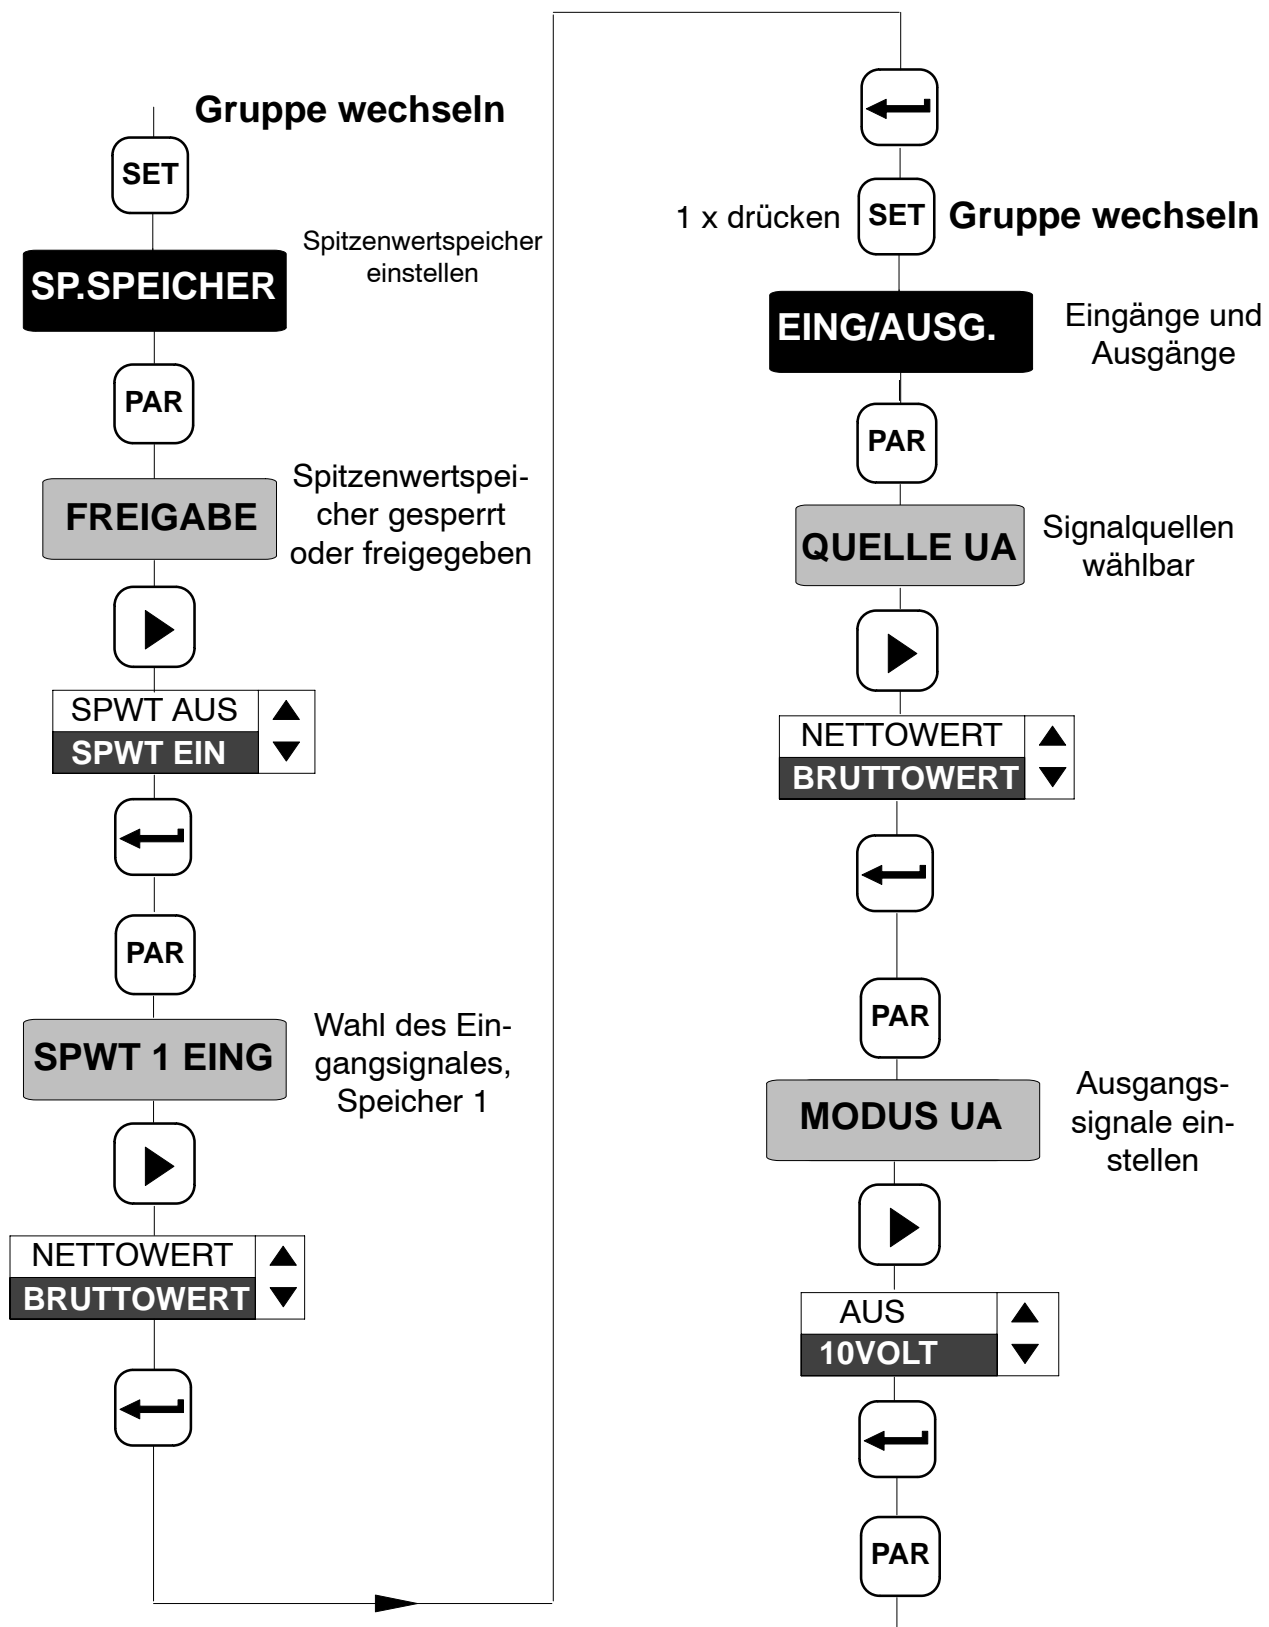 Gruppe wechseln
SET
Spitzenwertspeicher
einstellen
SP.SPEICHER
PAR
FREIGABE
Spitzenwertspei-
cher gesperrt
oder freigegeben
SPWT AUS
SPWT EIN
PAR
SPWT 1 EING
Wahl des Ein-
gangsignales,
Speicher 1
NETTOWERT
BRUTTOWERT
1 x drücken
SET
Gruppe wechseln
EING/AUSG.
Eingänge und
Ausgänge
PAR
QUELLE UA
Signalquellen
wählbar
NETTOWERT
BRUTTOWERT
PAR
MODUS UA
Ausgangs-
signale ein-
stellen
AUS
10VOLT
PAR